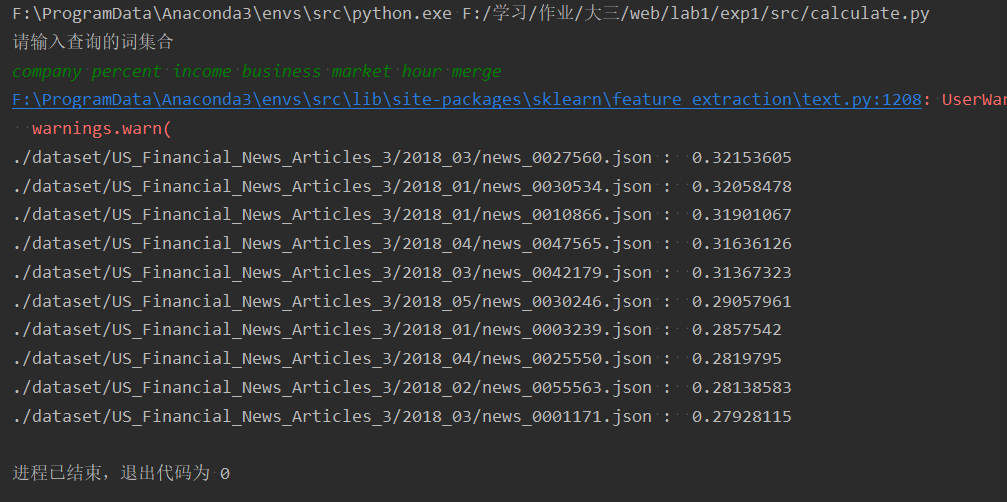 F:\ProgramData\Anaconda3\envs\src\python.exe F:/学习/作业/大三/web/lab1/exp1/src/calculate.py
请输入查询的词集合
company percent income business market hour merge
F:\ProgramData\Anaconda3\envs\src\lib\site-packages\sklearn\feature_extraction\text.py:1208: UserWar
warnings.warn(
./dataset/US_Financial_News_Articles_3/2018_03/news_0027560.json :  0.32153605
./dataset/US_Financial_News_Articles_3/2018_01/news_0030534.json :  0.32058478
./dataset/US_Financial_News_Articles_3/2018_01/news_0010866.json :  0.31901067
./dataset/US_Financial_News_Articles_3/2018_04/news_0047565.json :  0.31636126
./dataset/US_Financial_News_Articles_3/2018_03/news_0042179.json :  0.31367323
./dataset/US_Financial_News_Articles_3/2018_05/news_0030246.json :  0.29057961
./dataset/US_Financial_News_Articles_3/2018_01/news_0003239.json :  0.2857542
./dataset/US_Financial_News_Articles_3/2018_04/news_0025550.json :  0.2819795
./dataset/US_Financial_News_Articles_3/2018_02/news_0055563.json :  0.28138583
./dataset/US_Financial_News_Articles_3/2018_03/news_0001171.json :  0.27928115
进程已结束，退出代码为 0